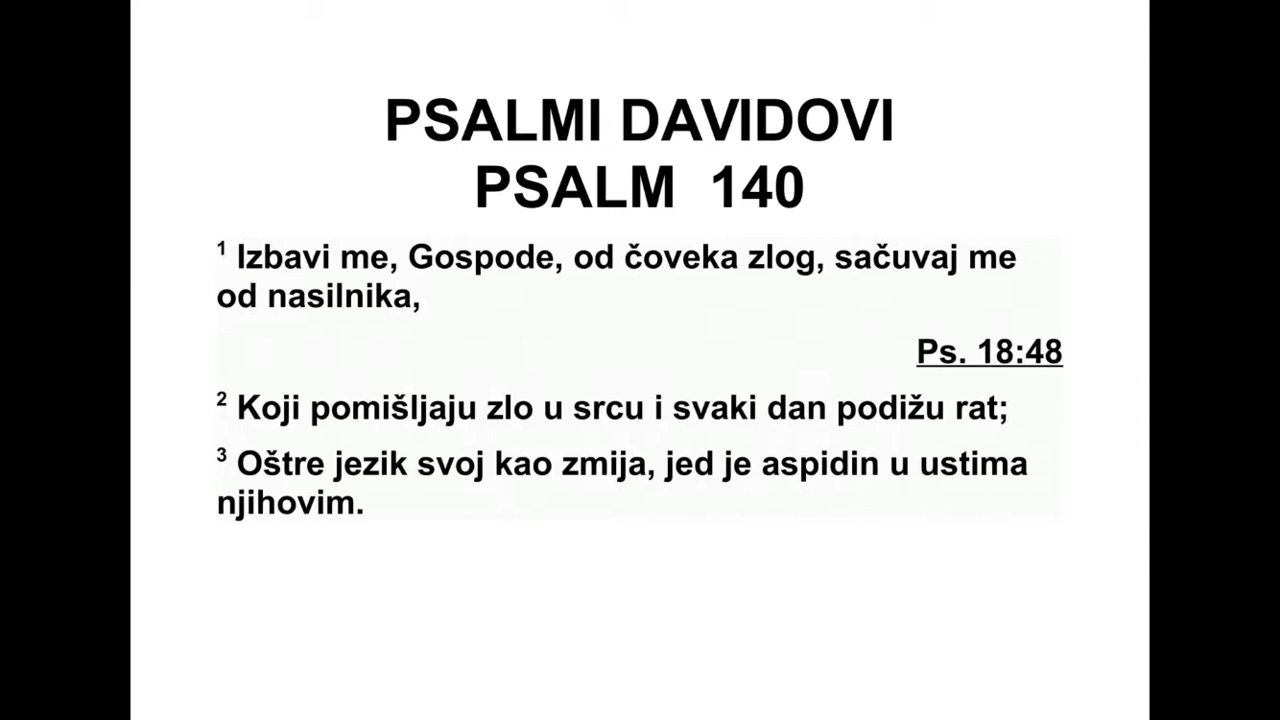 PSALMI DAVIDOVI
PSALM 140
1 Izbavi me, Gospode, od čoveka zlog, sačuvaj me
od nasilnika,
Ps. 18:48
2 Koji pomišljaju zlo u srcu i svaki dan podižu rat;
3 Oštre jezik svoj kao zmija, jed je aspidin u ustima
njihovim.